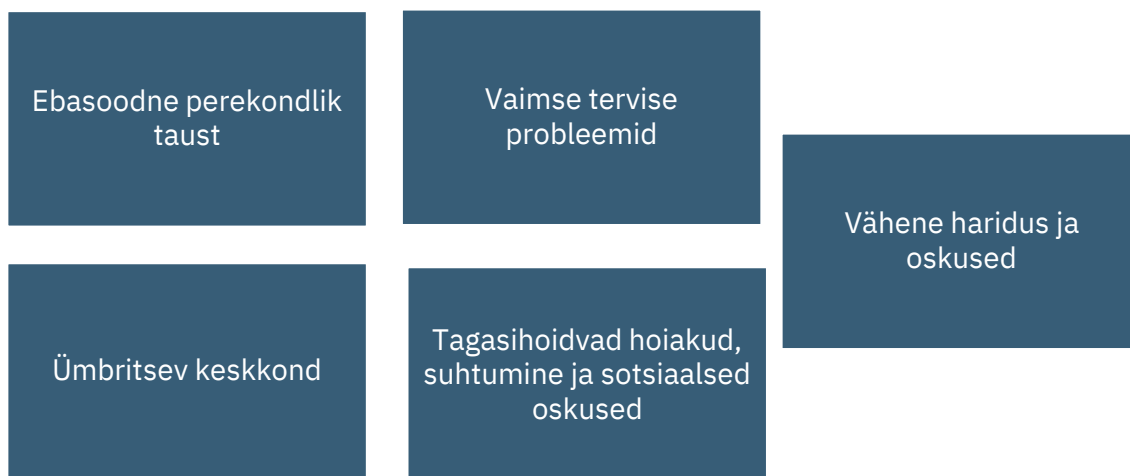 Ebasoodne perekondlik
taust
Vaimse tervise
probleemid
Vähene haridus ja
oskused
Ümbritsev keskkond
Tagasihoidvad hoiakud,
suhtumine ja sotsiaalsed
oskused